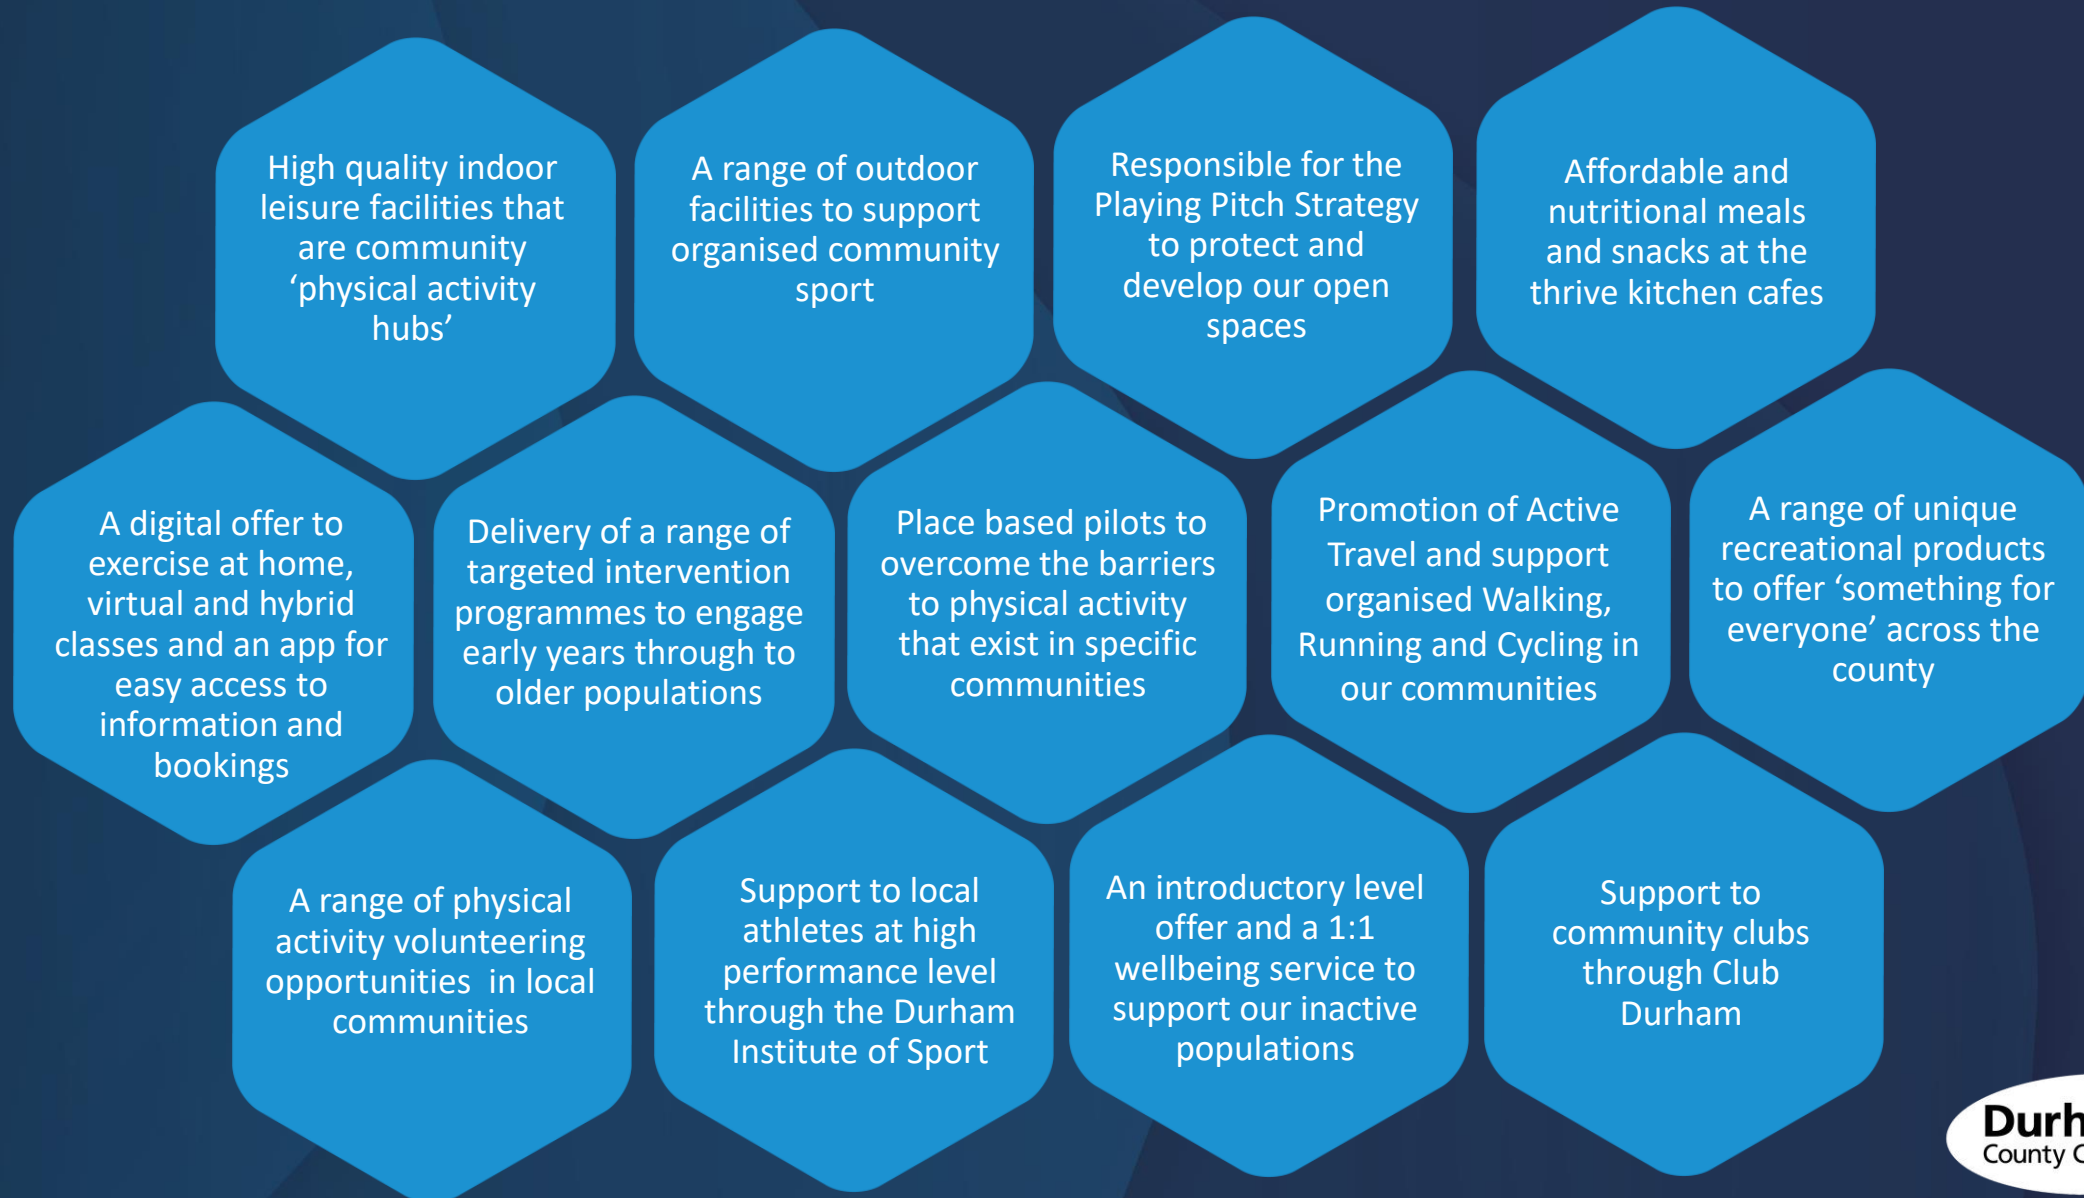 High quality indoor
leisure facilities that
are community
‘physical activity
hubs’
A range of outdoor
facilities to support
organised community
sport
Responsible for the
Playing Pitch Strategy
to protect and
develop our open
spaces
Affordable and
nutritional meals
and snacks at the
thrive kitchen cafes
A digital offer to
exercise at home,
virtual and hybrid
classes and an app for
easy access to
information and
bookings
Delivery of a range of
targeted intervention
programmes to engage
early years through to
older populations
Place based pilots to
overcome the barriers
to physical activity
that exist in specific
communities
Promotion of Active
Travel and support
organised Walking,
Running and Cycling in
our communities
A range of unique
recreational products
to offer ‘something for
everyone’ across the
county
A range of physical
activity volunteering
opportunities  in local
communities
Support to local
athletes at high
performance level
through the Durham
Institute of Sport
An introductory level
offer and a 1:1
wellbeing service to
support our inactive
populations
Support to
community clubs
through Club
Durham
Durh
County C